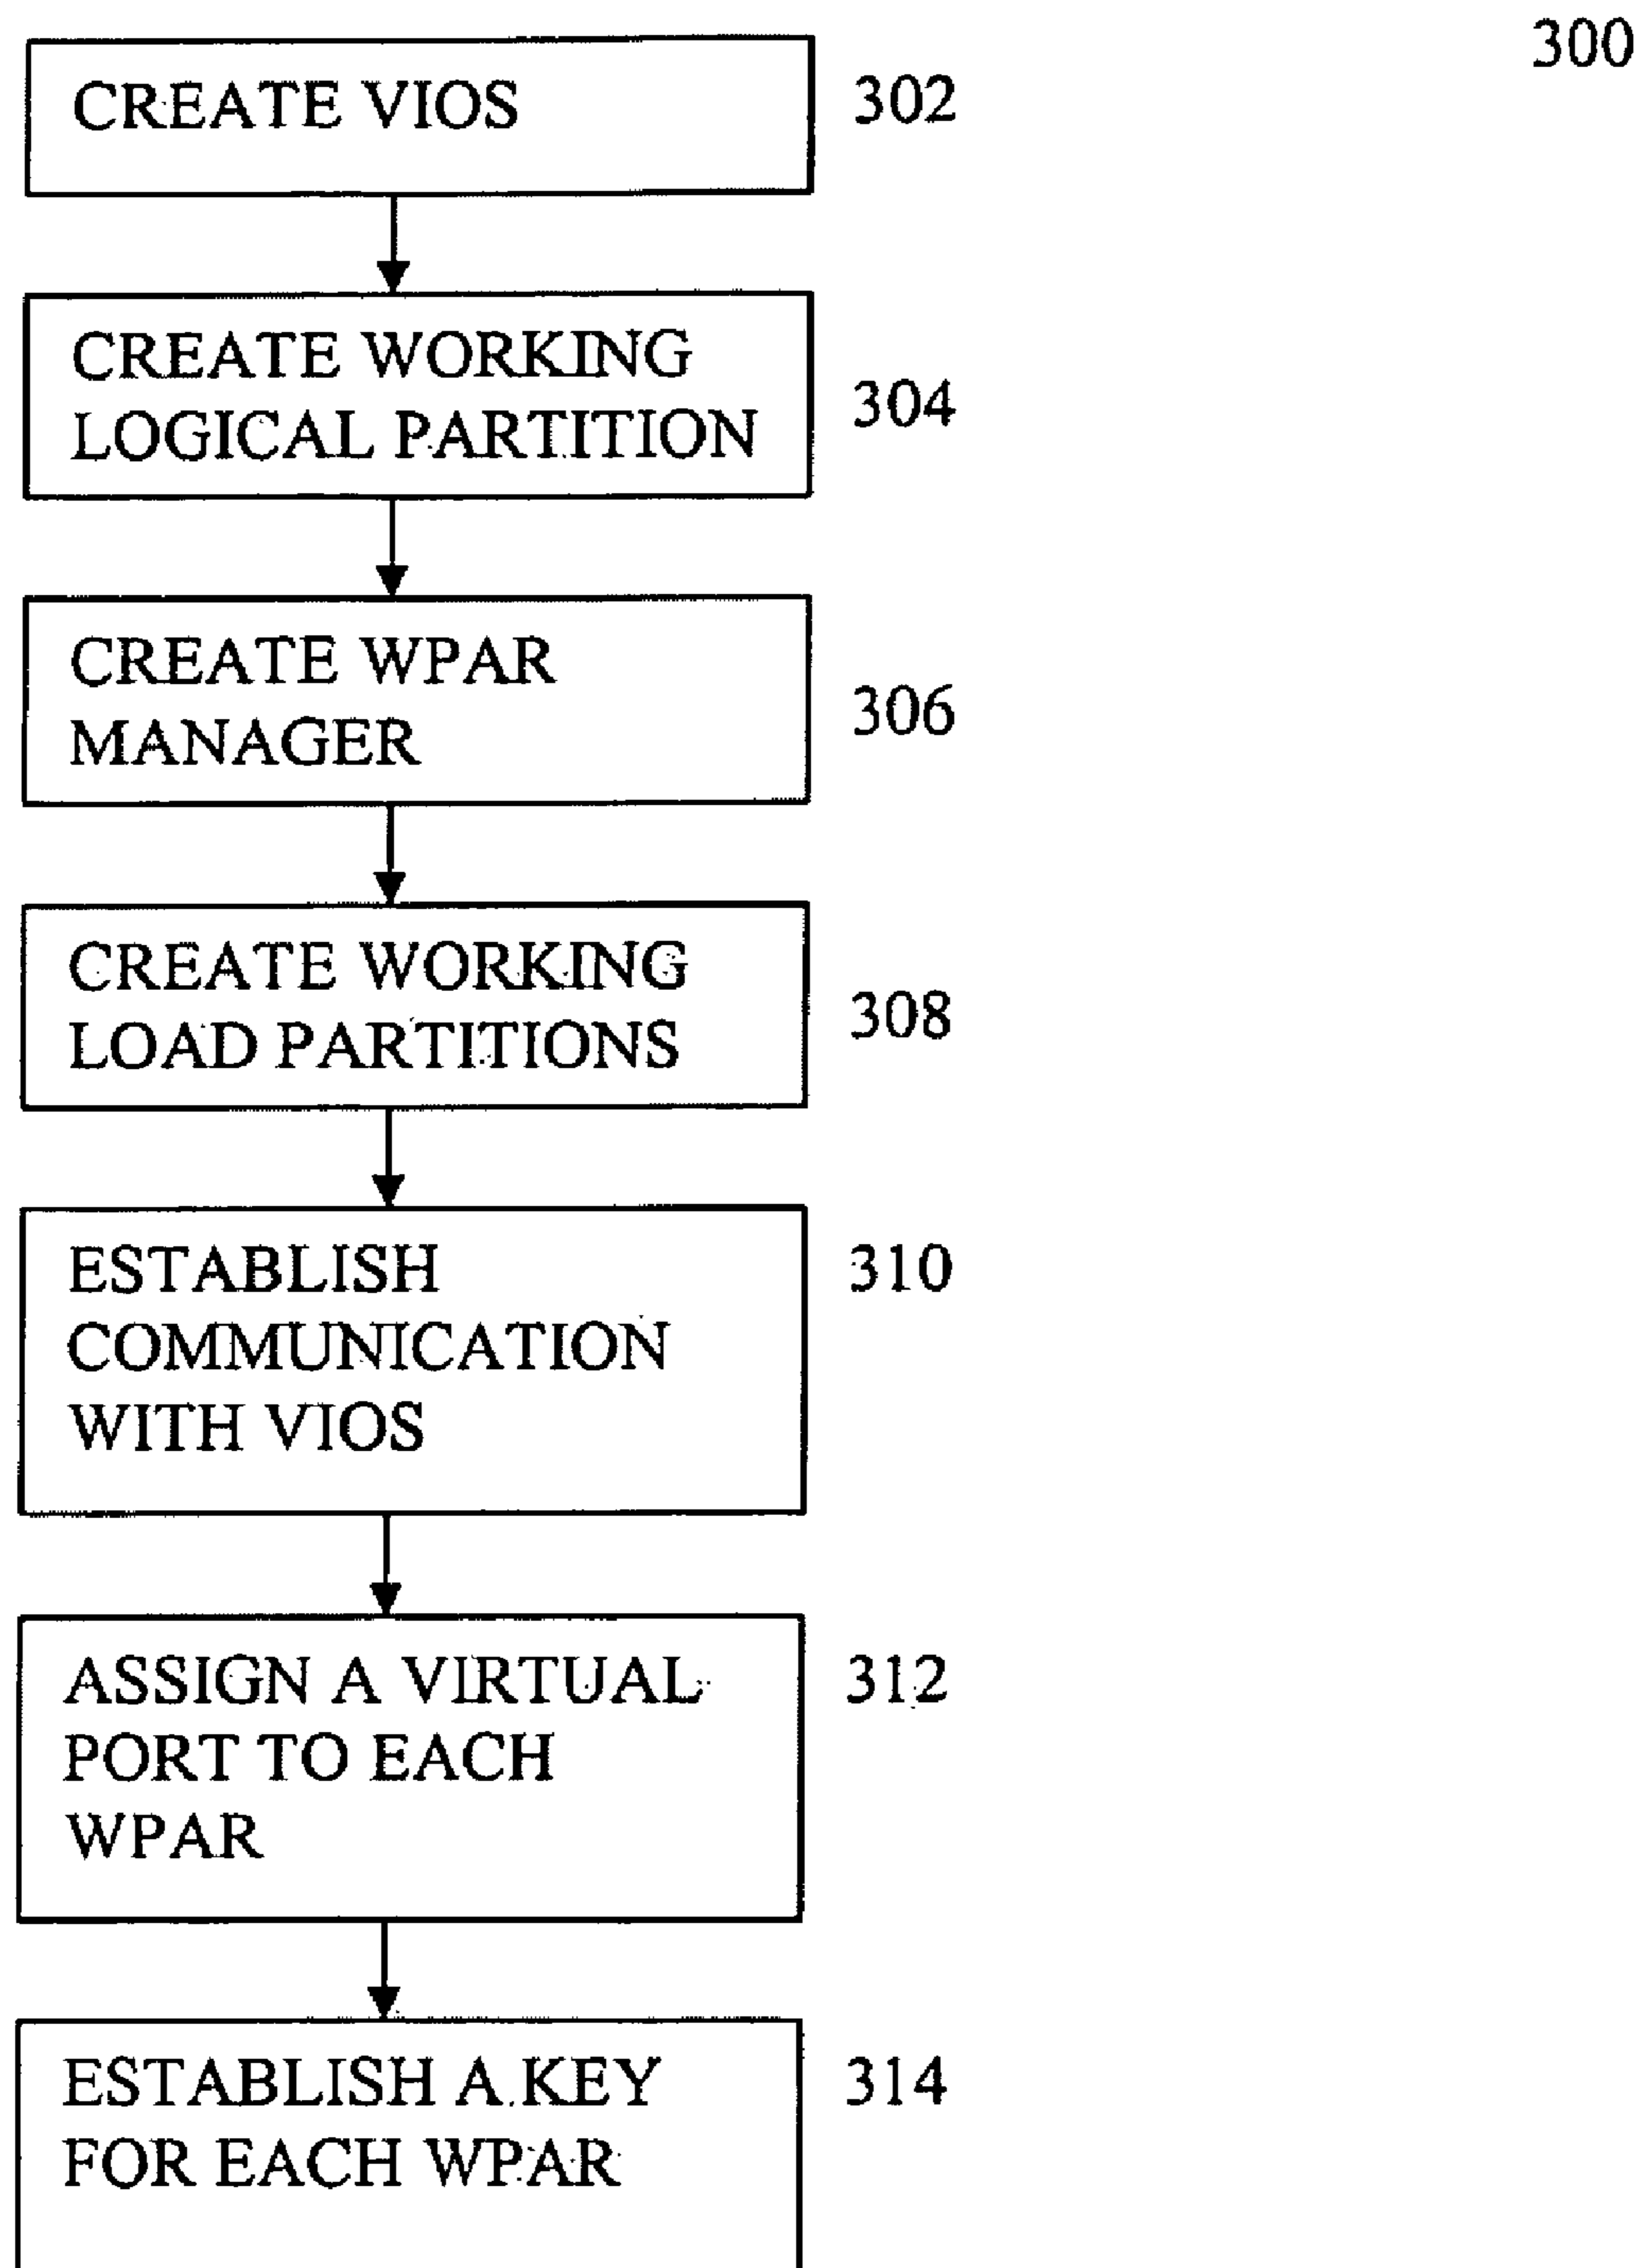 300
CREATE VIOS
302
CREATE WORKING
LOGICAL PARTITION
304
CREATE WPAR
MANAGER
306
CREATE WORKING
LOAD PARTITIONS
308
ESTABLISH
COMMUNICATION
WITH VIOS
310
ASSIGN A VIRTUAL
PORT TO EACH
WPAR
312
ESTABLISH A KEY
FOR EACH WPAR
314